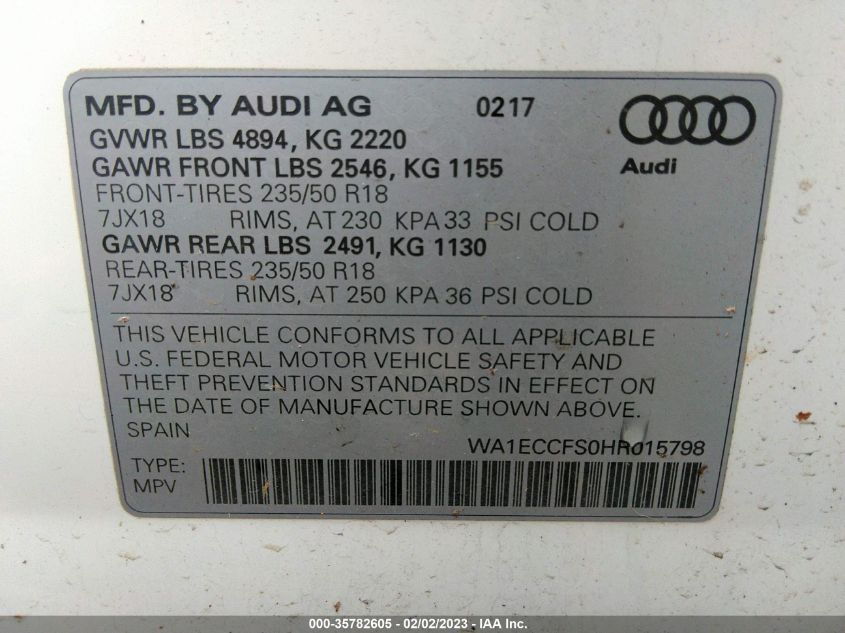 MFD. BY AUDI AG 0217
GVWR LBS 4894, KG 2220
GAWR FRONT LBS 2546, KG 1155
Audi
FRONT-TIRES 235/50 R18
7JX18 RIMS, AT 230 KPA 33 PSI COLD
GAWR REAR LBS 2491, KG 1130
REAR-TIRES 235/50 R18
7JX18 RIMS, AT 250 KPA 36 PSI COLD
THIS VEHICLE CONFORMS TO ALL APPLICABLE
U.S. FEDERAL MOTOR VEHICLE SAFETY AND
THEFT PREVENTION STANDARDS IN EFFECT ON
THE DATE OF MANUFACTURE SHOWN ABOVE.
SPAIN
WA1ECCFS0HR015798
TYPE:
MPV
000-35782605 - 02/02/2023 - WA1 - IAA Inc.